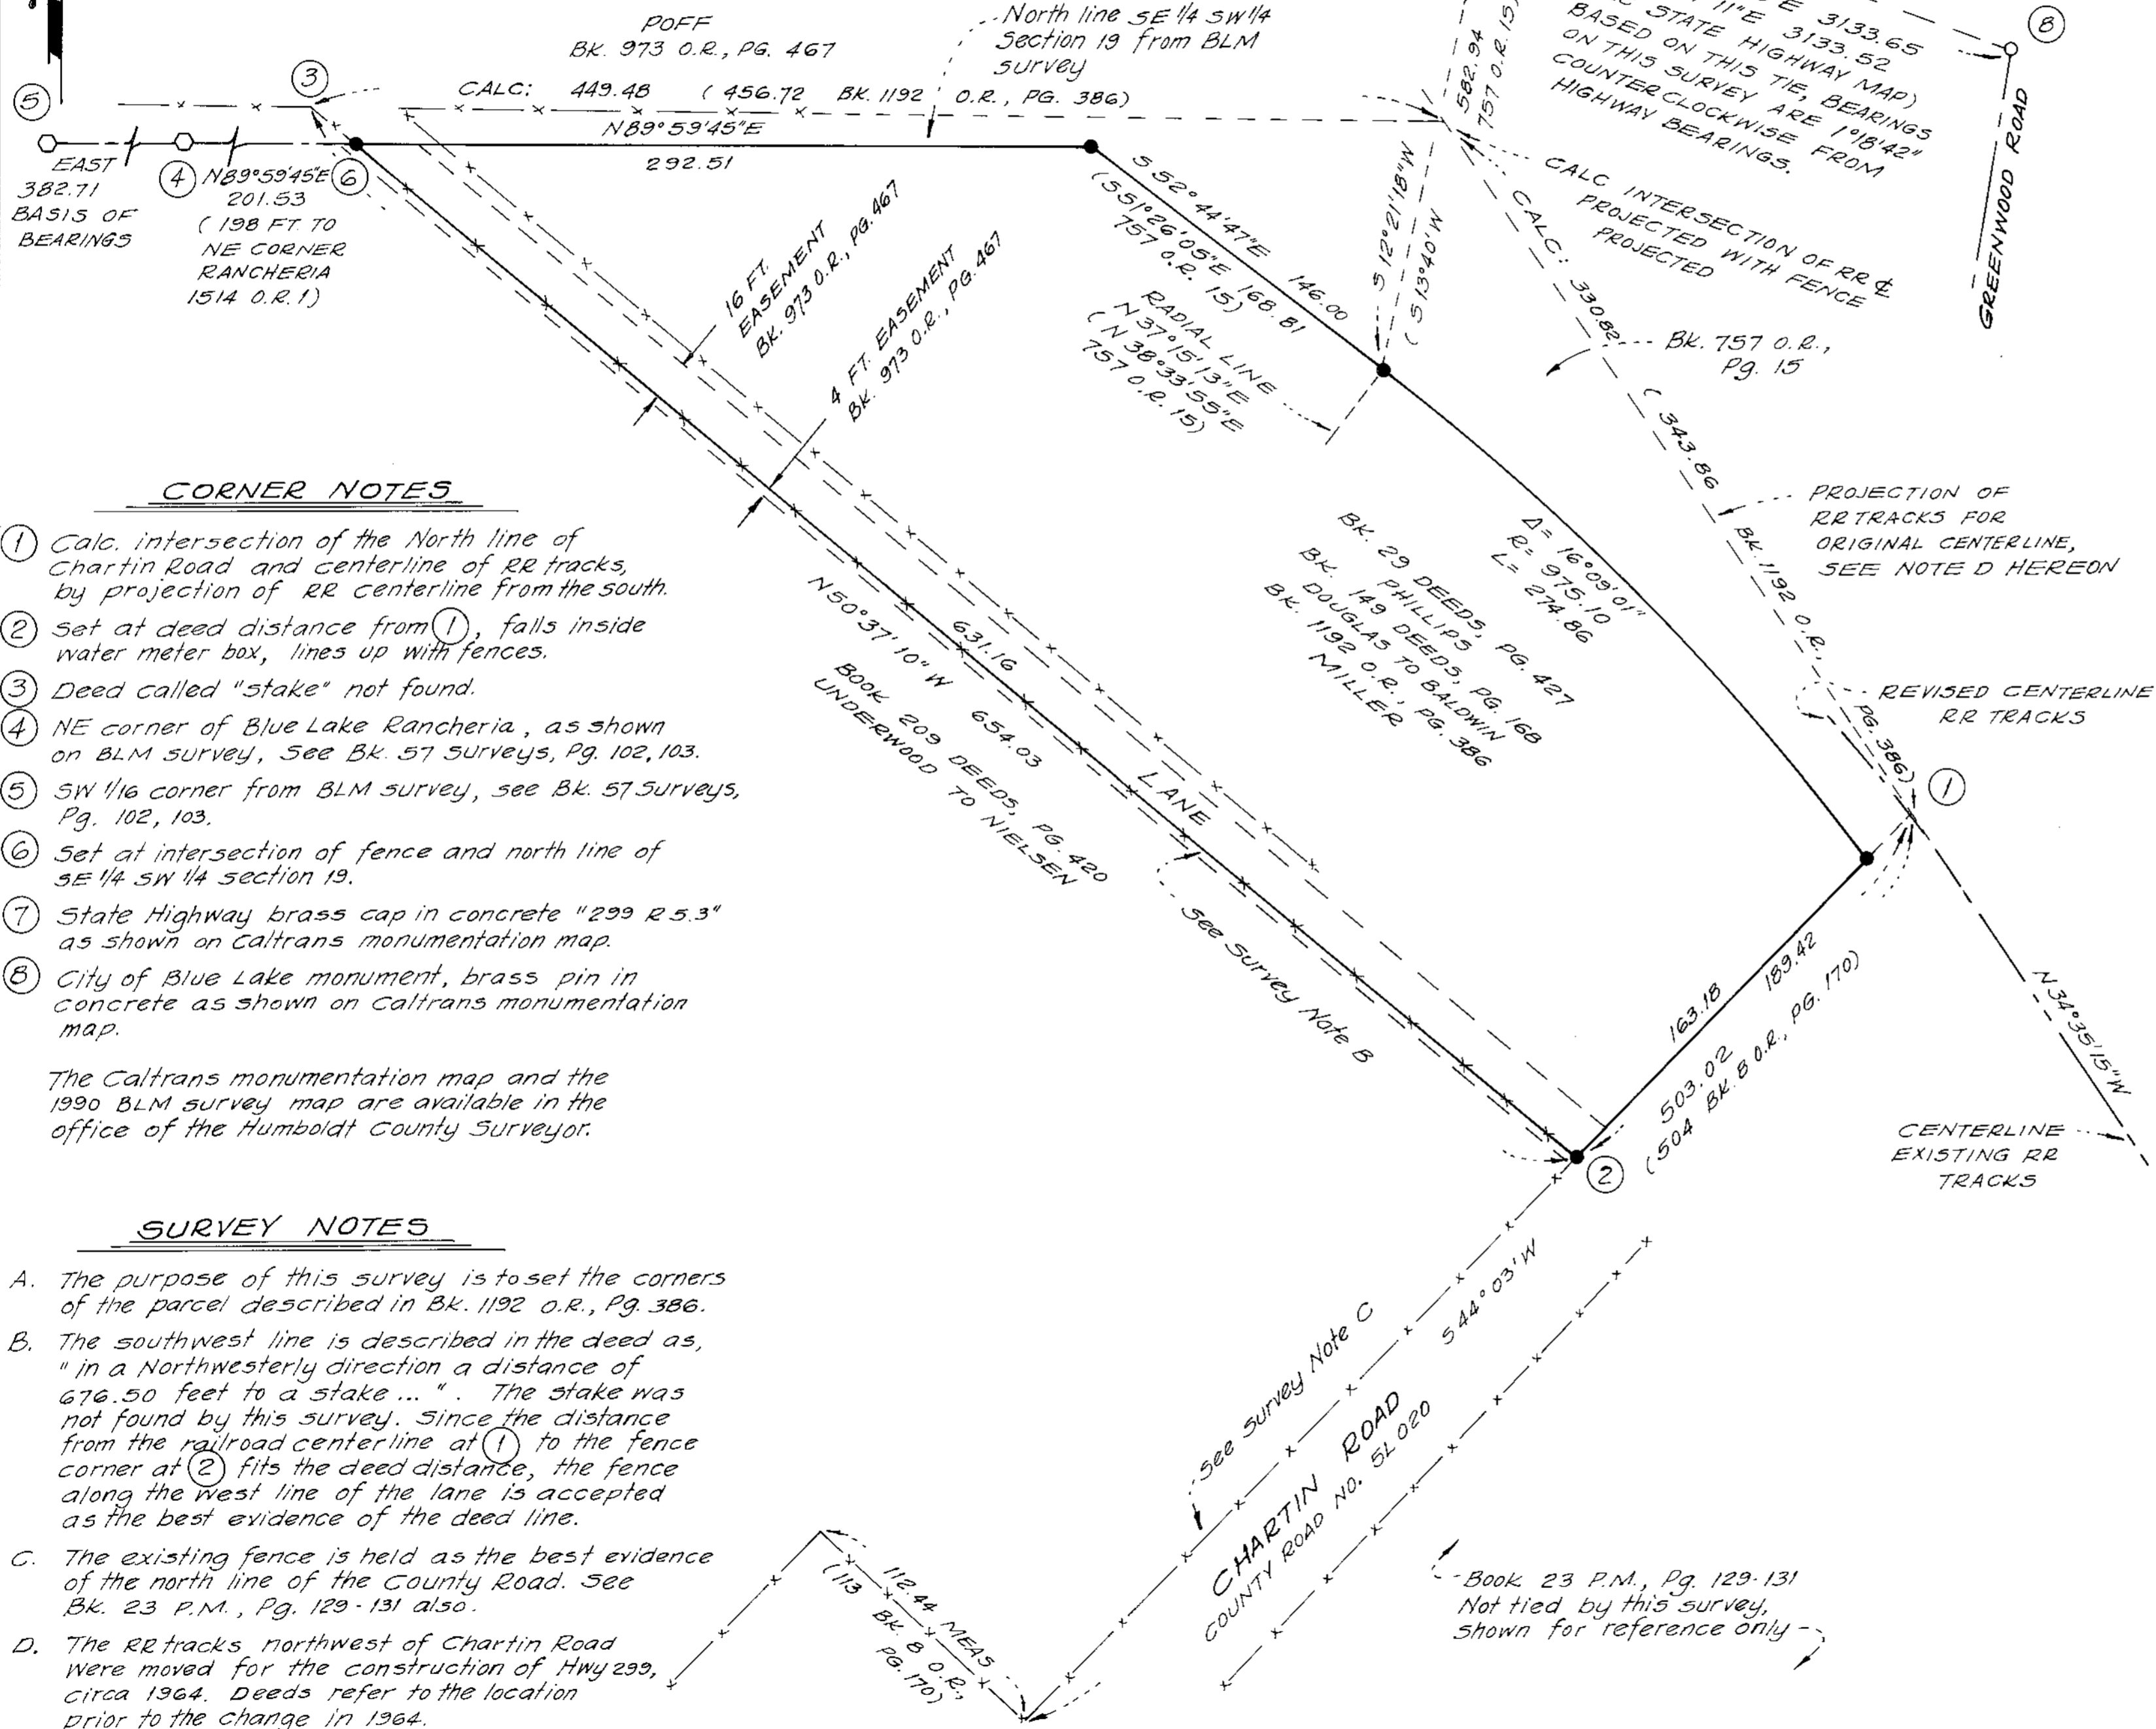 POFF
BK. 973 O.R., PG. 467
North line SE 1/4 SW 1/4
Section 19 from BLM
survey
CALC: 449.48 (456.72 BK. 1192 O.R., PG. 386)
N89°59'45"E
292.51
582.94
757 O.R. 15)
E 3133.65
11"E 3133.52
STATE HIGHWAY MAP)
BASED ON THIS TIE, BEARINGS
ON THIS SURVEY ARE 1°18'42"
COUNTERCLOCKWISE FROM
HIGHWAY BEARINGS.
8
GREENWOOD ROAD
5
3
4
6
EAST
382.71
BASIS OF
BEARINGS
N89°59'45"E
201.53
(198 FT. TO
NE CORNER
RANCHERIA
1514 O.R. 1)
16 FT.
EASEMENT
BK. 973 O.R., PG. 467
4 FT. EASEMENT
BK. 973 O.R., PG. 467
S 52°44'47"E 146.00
(S51°26'05"E 168.81
757 O.R. 15)
RADIAL LINE
N 37°15'13"E
(N 38°33'55"E
757 O.R. 15)
S 12°21'18"W
(S 13°40'W
CALC INTERSECTION OF RR ℄
PROJECTED WITH FENCE
PROJECTED
CALC: 330.82
(343.86 BK. 1192 O.R., PG. 386)
BK. 757 O.R.,
Pg. 15
PROJECTION OF
RR TRACKS FOR
ORIGINAL CENTERLINE,
SEE NOTE D HEREON
Δ= 16°09'01"
R= 975.10
L= 274.86
BK. 29 DEEDS, PG. 427
PHILLIPS
BK. 149 DEEDS, PG. 168
DOUGLAS TO BALDWIN
BK. 1192 O.R., PG. 386
MILLER
REVISED CENTERLINE
RR TRACKS
1
N50°37'10"W
631.16
654.03
BOOK 209 DEEDS, PG. 420
UNDERWOOD TO NIELSEN
LANE
See Survey Note B
163.18
189.42
503.02
(504 BK. 8 O.R., PG. 170)
N34°35'15"W
CENTERLINE
EXISTING RR
TRACKS
2
S44°03'W
See Survey Note C
CHARTIN ROAD
COUNTY ROAD NO. 5L020
112.44 MEAS
(113 BK. 8 O.R.,
PG. 170)
Book 23 P.M., Pg. 129-131
Not tied by this survey,
shown for reference only
CORNER NOTES
1 Calc. intersection of the North line of
Chartin Road and centerline of RR tracks,
by projection of RR centerline from the south.
2 Set at deed distance from 1, falls inside
water meter box, lines up with fences.
3 Deed called "stake" not found.
4 NE corner of Blue Lake Rancheria, as shown
on BLM survey, See Bk. 57 Surveys, Pg. 102, 103.
5 SW 1/16 corner from BLM survey, see Bk. 57 Surveys,
Pg. 102, 103.
6 Set at intersection of fence and north line of
SE 1/4 SW 1/4 section 19.
7 State Highway brass cap in concrete "299 R 5.3"
as shown on Caltrans monumentation map.
8 City of Blue Lake monument, brass pin in
concrete as shown on Caltrans monumentation
map.
The Caltrans monumentation map and the
1990 BLM survey map are available in the
office of the Humboldt County Surveyor.
SURVEY NOTES
A. The purpose of this survey is to set the corners
of the parcel described in Bk. 1192 O.R., Pg. 386.
B. The southwest line is described in the deed as,
"in a Northwesterly direction a distance of
676.50 feet to a stake ... ". The stake was
not found by this survey. Since the distance
from the railroad centerline at 1 to the fence
corner at 2 fits the deed distance, the fence
along the west line of the lane is accepted
as the best evidence of the deed line.
C. The existing fence is held as the best evidence
of the north line of the County Road. See
Bk. 23 P.M., Pg. 129-131 also.
D. The RR tracks northwest of Chartin Road
were moved for the construction of Hwy 299,
circa 1964. Deeds refer to the location
prior to the change in 1964.